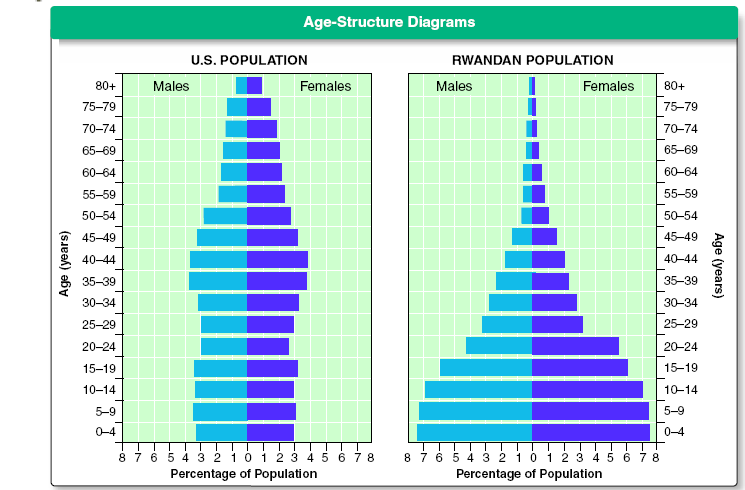 Age-Structure Diagrams
U.S. POPULATION
Males
Females
80+
75–79
70–74
65–69
60–64
55–59
50–54
45–49
40–44
35–39
30–34
25–29
20–24
15–19
10–14
5–9
0–4
Age (years)
8 7 6 5 4 3 2 1 0 1 2 3 4 5 6 7 8
Percentage of Population
RWANDAN POPULATION
Males
Females
80+
75–79
70–74
65–69
60–64
55–59
50–54
45–49
40–44
35–39
30–34
25–29
20–24
15–19
10–14
5–9
0–4
Age (years)
8 7 6 5 4 3 2 1 0 1 2 3 4 5 6 7 8
Percentage of Population